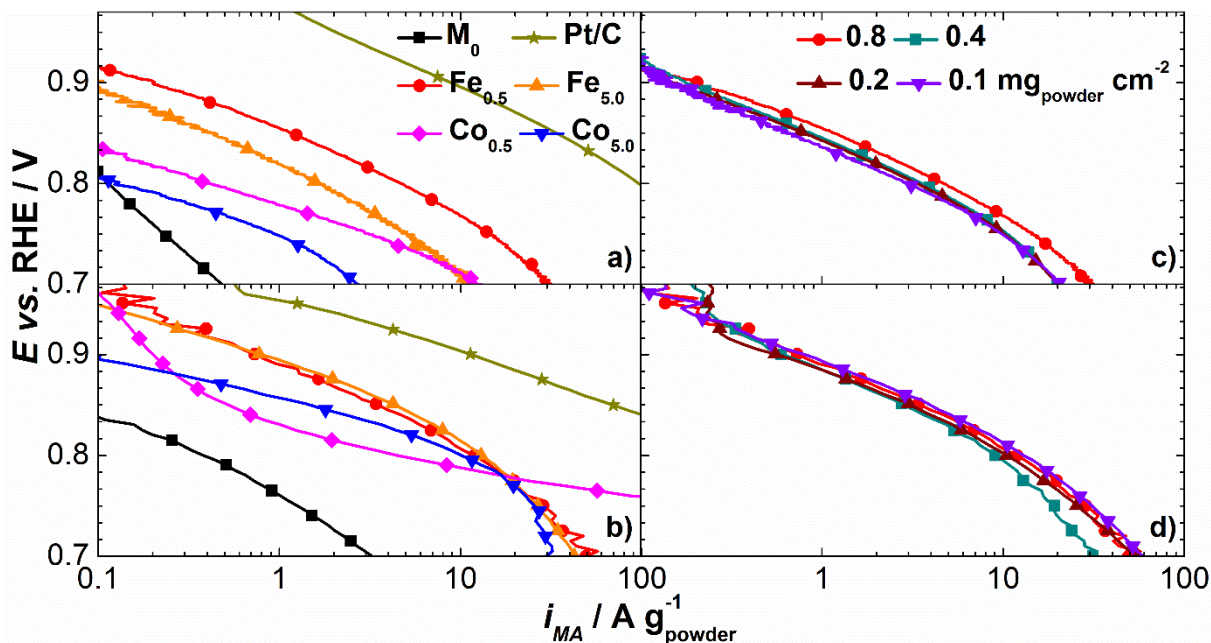 M0 Pt/C
Fe0.5 Fe5.0
Co0.5 Co5.0
a)
0.9
0.8
0.7
0.8 0.4
0.2 0.1 mgpowder cm-2
c)
E vs. RHE / V
b)
0.9
0.8
0.7
d)
0.1 1 10 100 1 10 100
iMA / A g-1powder